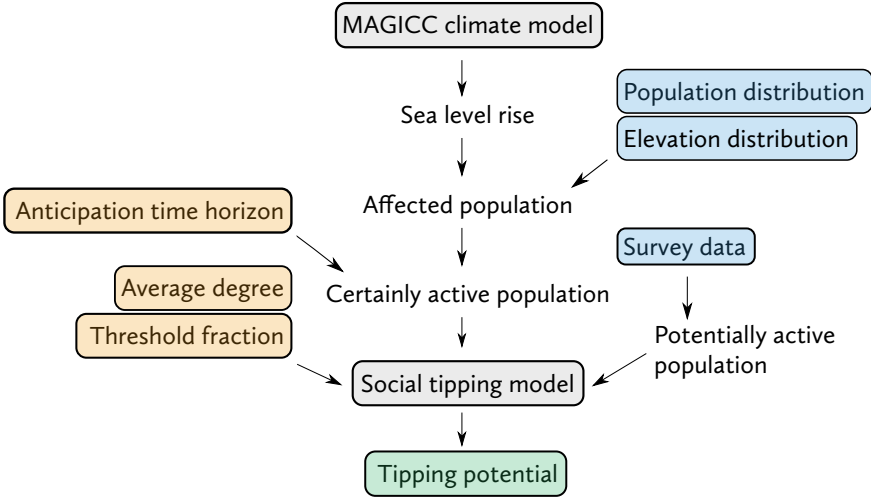 MAGICC climate model
Sea level rise
Population distribution
Elevation distribution
Affected population
Anticipation time horizon
Survey data
Average degree
Certainly active population
Threshold fraction
Potentially active
population
Social tipping model
Tipping potential